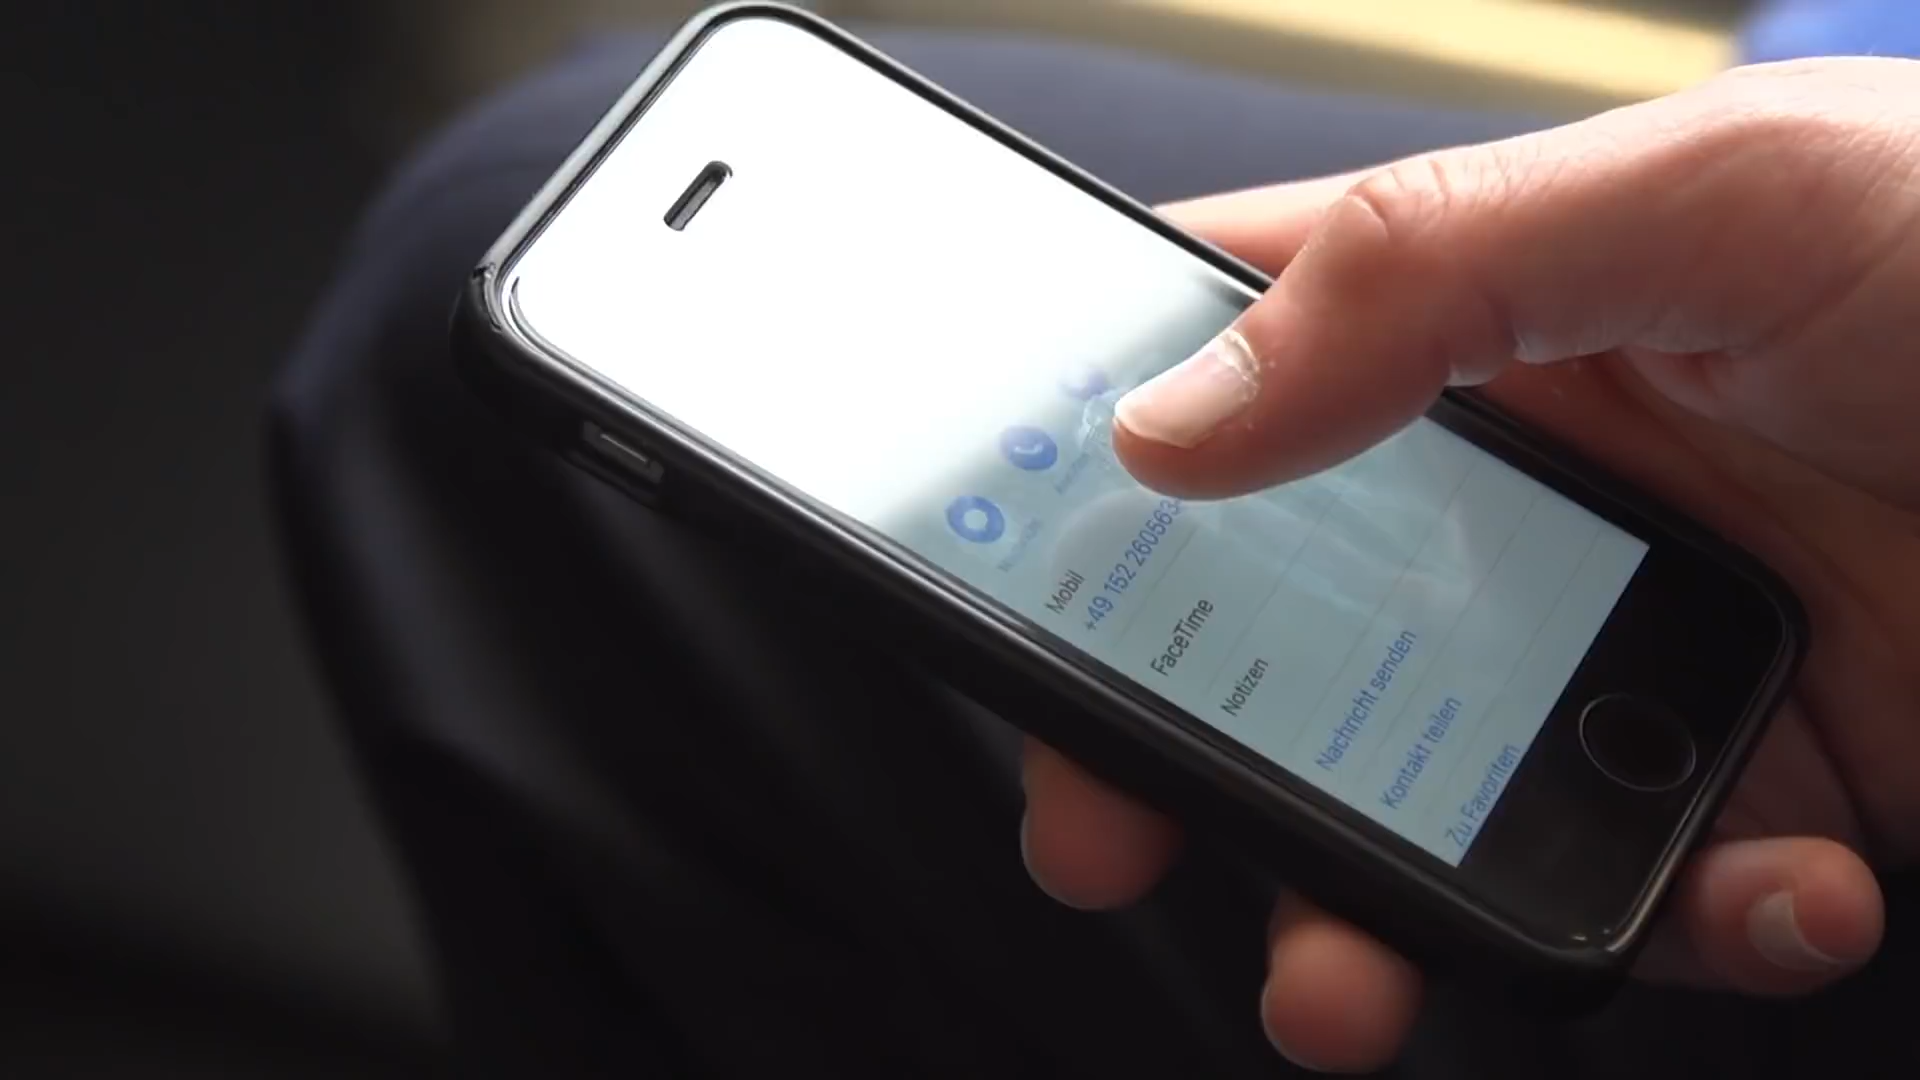 Mobil
+49 152 260563
FaceTime
Notizen
Nachricht senden
Kontakt teilen
Zu Favoriten